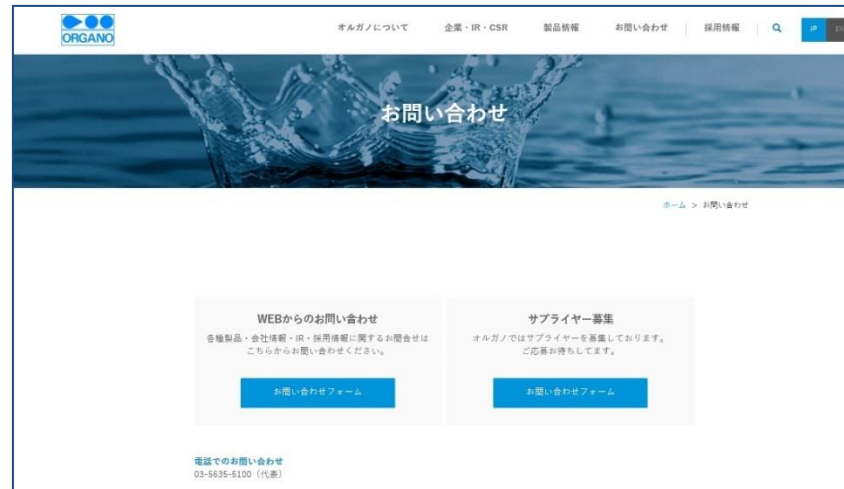 ORGANO
オルガノについて 企業・IR・CSR 製品情報 お問い合わせ 採用情報 JP EN
お問い合わせ
ホーム > お問い合わせ
WEBからのお問い合わせ
各種製品・会社情報・IR・採用情報に関するお問合せは
こちらからお問い合わせください。
お問い合わせフォーム
サプライヤー募集
オルガノではサプライヤーを募集しております。
ご応募お待ちしてます。
お問い合わせフォーム
電話でのお問い合わせ
03-5635-5100（代表）